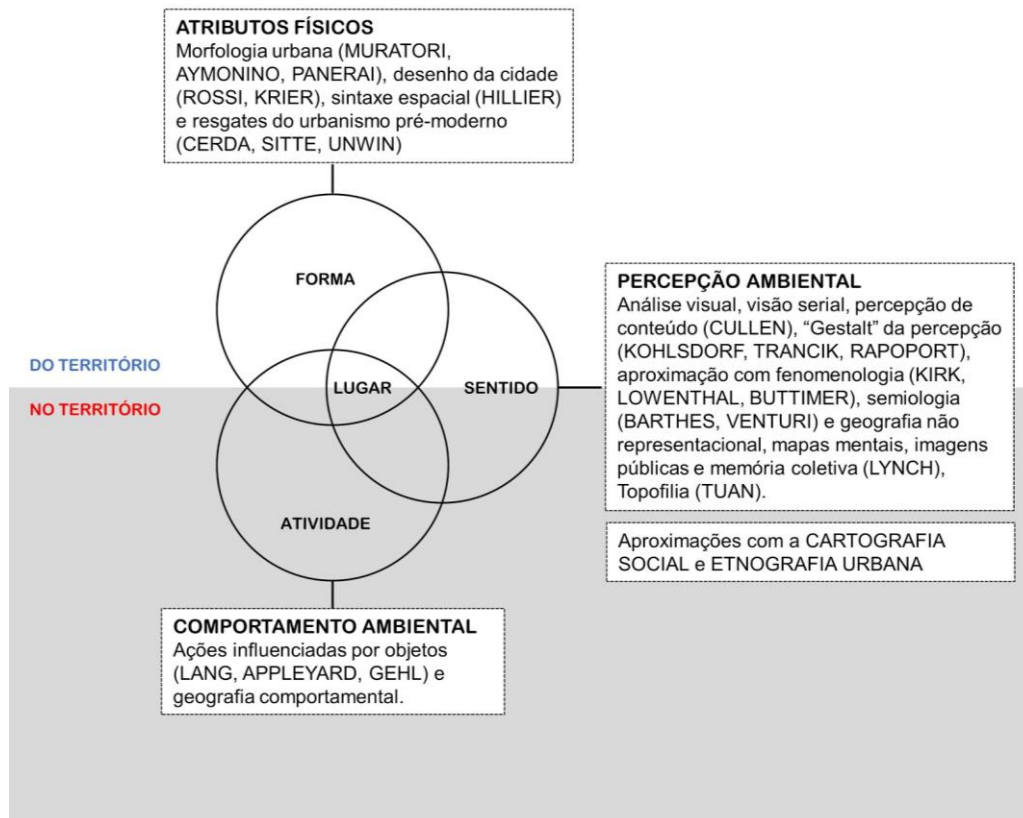 ATRIBUTOS FÍSICOS
Morfologia urbana (MURATORI,
AYMONINO, PANERAI), desenho da cidade
(ROSSI, KRIER), sintaxe espacial (HILLIER)
e resgates do urbanismo pré-moderno
(CERDA, SITTE, UNWIN)
FORMA
DO TERRITÓRIO
NO TERRITÓRIO
LUGAR
SENTIDO
ATIVIDADE
PERCEPÇÃO AMBIENTAL
Análise visual, visão serial, percepção de
conteúdo (CULLEN), “Gestalt” da percepção
(KOHLSDORF, TRANCIK, RAPOPORT),
aproximação com fenomenologia (KIRK,
LOWENTHAL, BUTTIMER), semiologia
(BARTHES, VENTURI) e geografia não
representacional, mapas mentais, imagens
públicas e memória coletiva (LYNCH),
Topofilia (TUAN).
Aproximações com a CARTOGRAFIA
SOCIAL e ETNOGRAFIA URBANA
COMPORTAMENTO AMBIENTAL
Ações influenciadas por objetos
(LANG, APPLEYARD, GEHL) e
geografia comportamental.